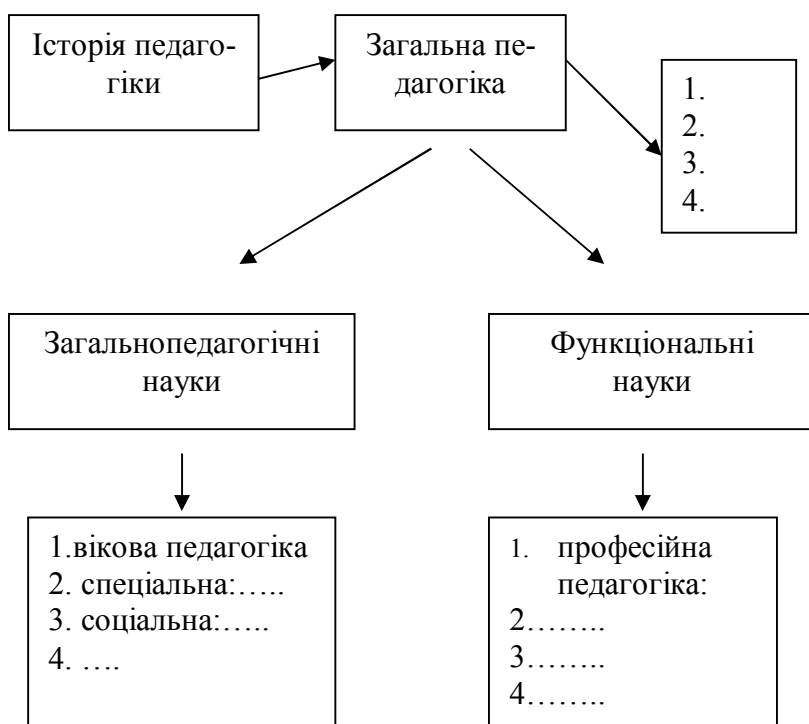 Історія педаго-
гіки
Загальна пе-
дагогіка
1.
2.
3.
4.
Загальнопедагогічні
науки
Функціональні
науки
1.вікова педагогіка
2. спеціальна:…..
3. соціальна:…..
4. ….
1. професійна
педагогіка:
2……..
3……..
4……..